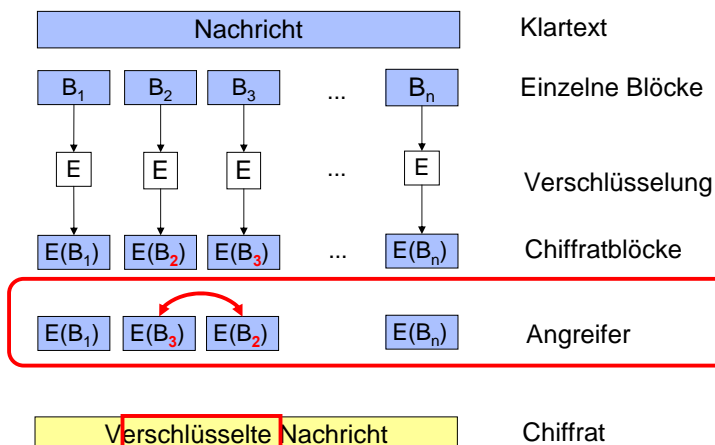 Nachricht Klartext
B1 B2 B3 ... Bn Einzelne Blöcke
E E E ... E
Verschlüsselung
E(B1) E(B2) E(B3) ... E(Bn) Chiffratblöcke
E(B1) E(B3) E(B2) E(Bn) Angreifer
Verschlüsselte Nachricht Chiffrat